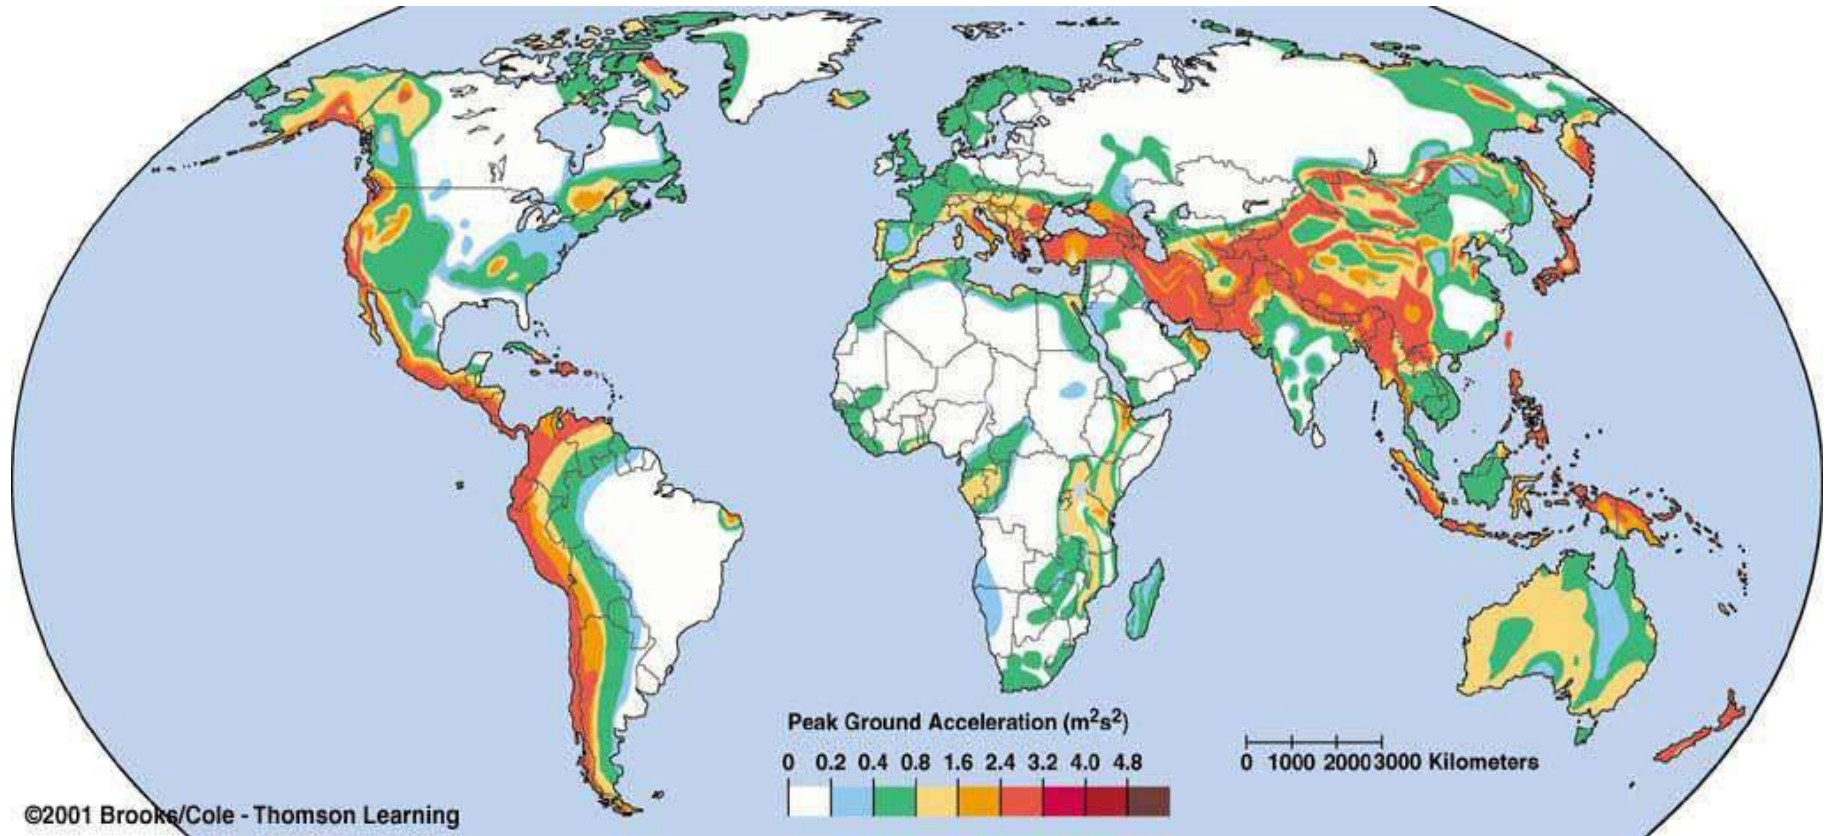 Peak Ground Acceleration (m²s²)
0 0.2 0.4 0.8 1.6 2.4 3.2 4.0 4.8
0 1000 2000 3000 Kilometers
©2001 Brooks/Cole - Thomson Learning